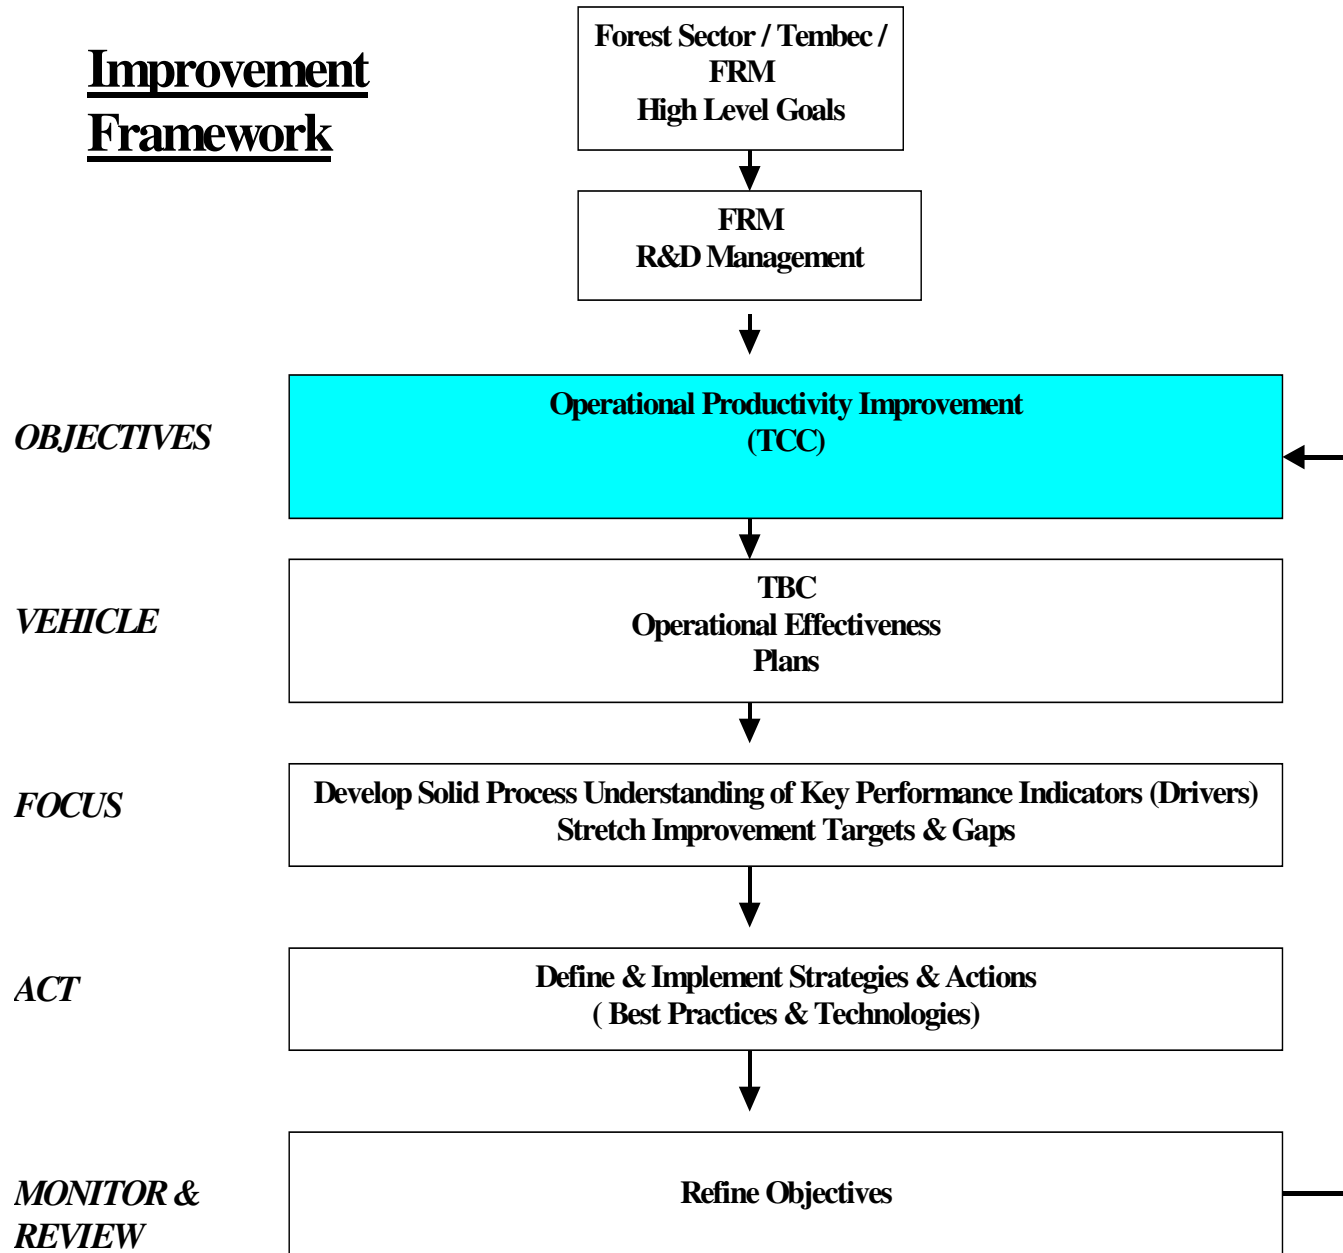 Improvement
Framework
Forest Sector / Tembec /
FRM
High Level Goals
FRM
R&D Management
OBJECTIVES
Operational Productivity Improvement
(TCC)
VEHICLE
TBC
Operational Effectiveness
Plans
FOCUS
Develop Solid Process Understanding of Key Performance Indicators (Drivers)
Stretch Improvement Targets & Gaps
ACT
Define & Implement Strategies & Actions
( Best Practices & Technologies)
MONITOR &
REVIEW
Refine Objectives